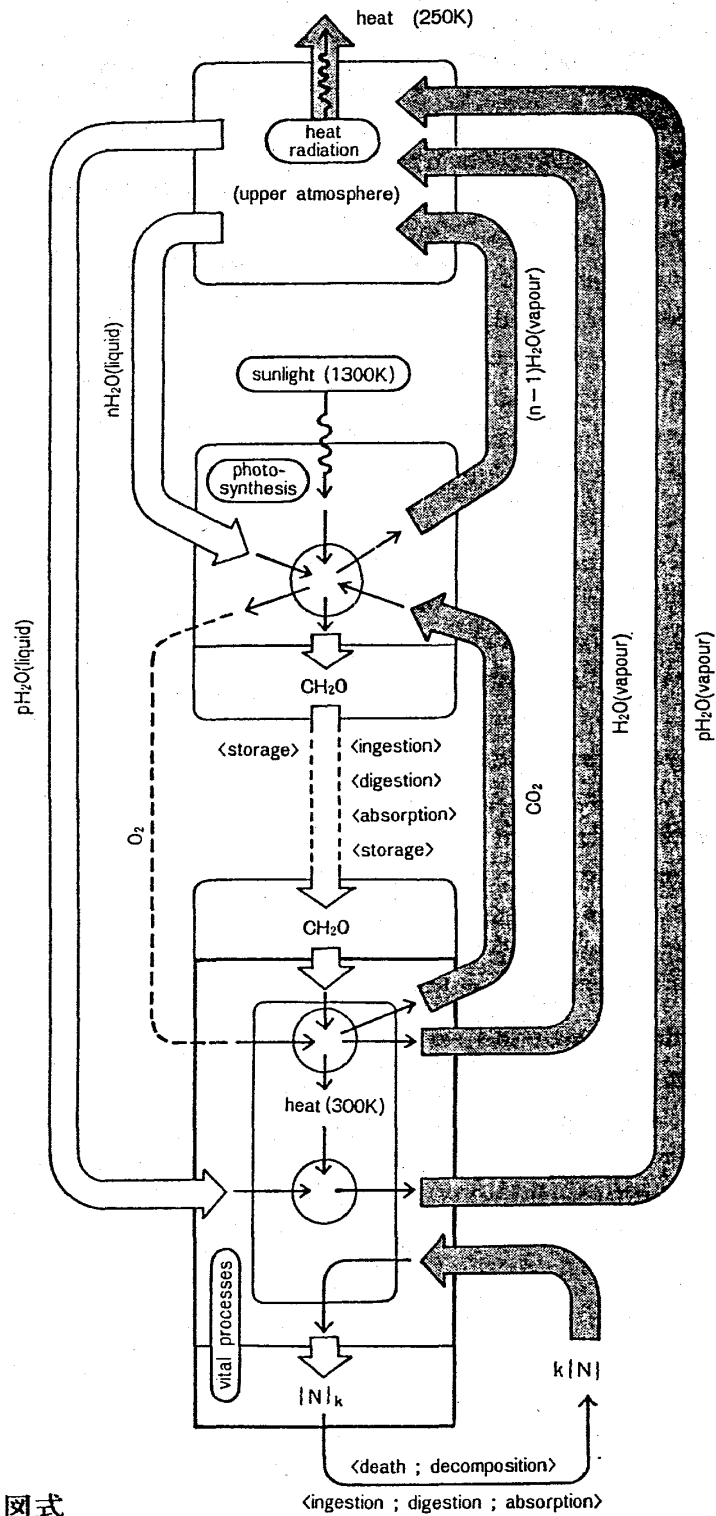 heat (250K)
heat
radiation
(upper atmosphere)
nH₂O(liquid)
(n−1)H₂O(vapour)
sunlight (1300K)
photo-
synthesis
pH₂O(liquid)
H₂O(vapour)
pH₂O(vapour)
CH₂O
⟨storage⟩
⟨ingestion⟩
⟨digestion⟩
⟨absorption⟩
⟨storage⟩
O₂
CO₂
CH₂O
heat (300K)
vital processes
|N|ₖ
k|N|
⟨death ; decomposition⟩
⟨ingestion ; digestion ; absorption⟩
図式